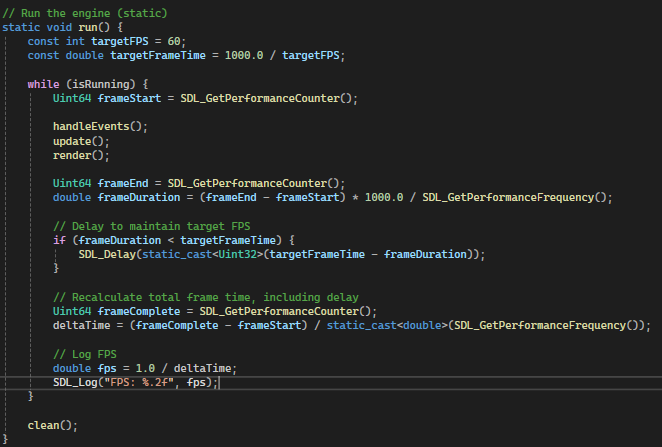 // Run the engine (static)
static void run() {
    const int targetFPS = 60;
    const double targetFrameTime = 1000.0 / targetFPS;

    while (isRunning) {
        Uint64 frameStart = SDL_GetPerformanceCounter();

        handleEvents();
        update();
        render();

        Uint64 frameEnd = SDL_GetPerformanceCounter();
        double frameDuration = (frameEnd - frameStart) * 1000.0 / SDL_GetPerformanceFrequency();

        // Delay to maintain target FPS
        if (frameDuration < targetFrameTime) {
            SDL_Delay(static_cast<Uint32>(targetFrameTime - frameDuration));
        }

        // Recalculate total frame time, including delay
        Uint64 frameComplete = SDL_GetPerformanceCounter();
        deltaTime = (frameComplete - frameStart) / static_cast<double>(SDL_GetPerformanceFrequency());

        // Log FPS
        double fps = 1.0 / deltaTime;
        SDL_Log("FPS: %.2f", fps);
    }

    clean();
}